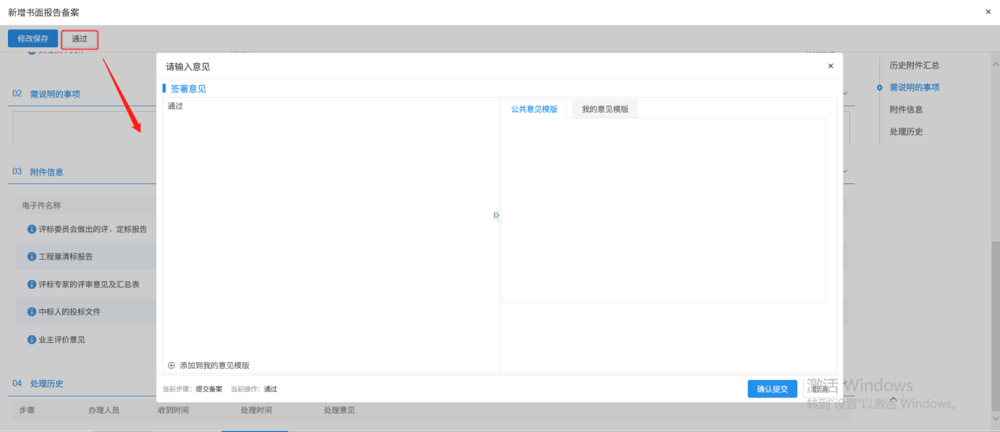 新增书面报告备案
×
修改保存 通过
请输入意见
×
签署意见
通过
公共意见模版 我的意见模版
添加到我的意见模版
当前步骤: 提交备案 当前操作: 通过
确认提交 取消
02 需说明的事项
03 附件信息
电子件名称
评标委员会做出的评、定标报告
工程量清标报告
评标专家的评审意见及汇总表
中标人的投标文件
业主评价意见
04 处理历史
步骤 办理人员 收到时间 处理时间 处理意见
历史附件汇总
需说明的事项
附件信息
处理历史
激活 Windows
转到"设置"以激活 Windows。